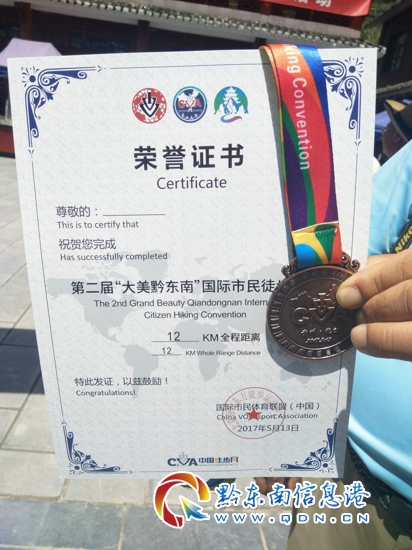 king Convention
CVA
荣誉证书
Certificate
尊敬的：
This is to certify that
祝贺您完成
Has successfully completed
第二届“大美黔东南”国际市民徒
The 2nd Grand Beauty Qiandongnan Intern
Citizen Hiking Convention
12 KM 全程距离
12 KM Whole Range Distance
特此发证，以兹鼓励！
Congratulations!
国际市民体育联盟（中国）
China VO Sport Association
2017年5月13日
CVA 中国徒步网
黔东南信息港
WWW.QDN.CN